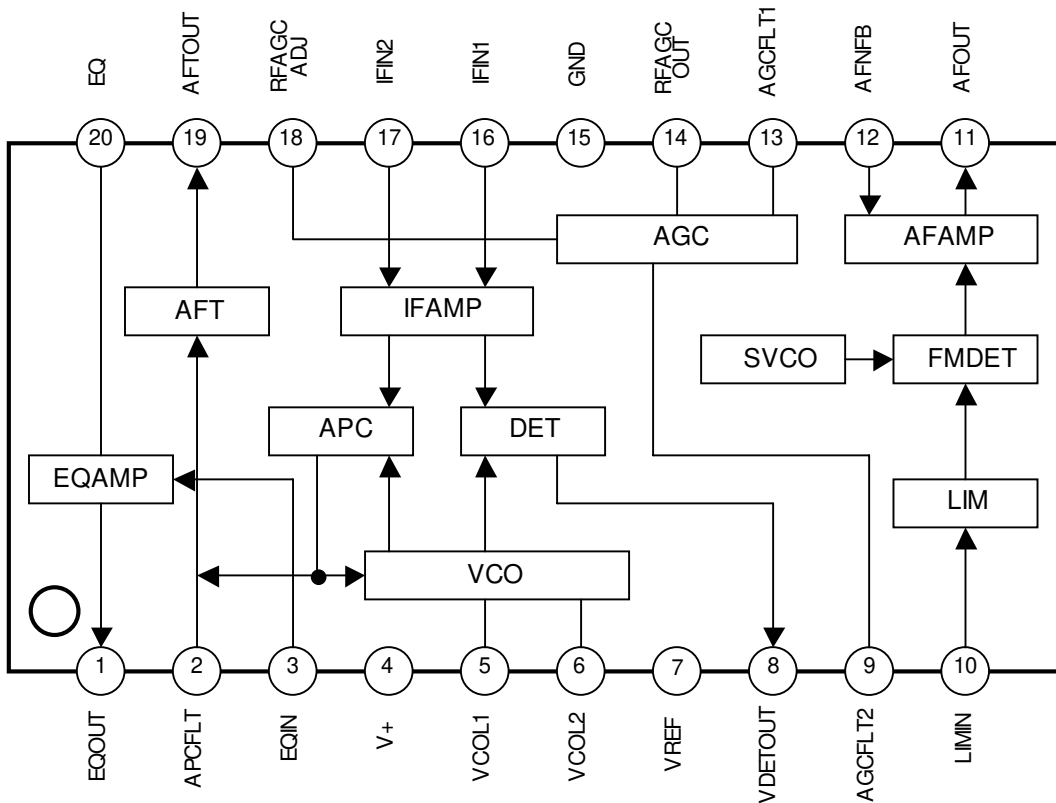 EQ
AFTOUT
RFAGC
ADJ
IFIN2
IFIN1
GND
RFAGC
OUT
AGCFLT1
AFNFB
AFOUT
20
19
18
17
16
15
14
13
12
11
AGC
AFAMP
AFT
IFAMP
SVCO
FMDET
APC
DET
EQAMP
LIM
VCO
1
2
3
4
5
6
7
8
9
10
EQOUT
APCFLT
EQIN
V+
VCOL1
VCOL2
VREF
VDETOUT
AGCFLT2
LIMIN